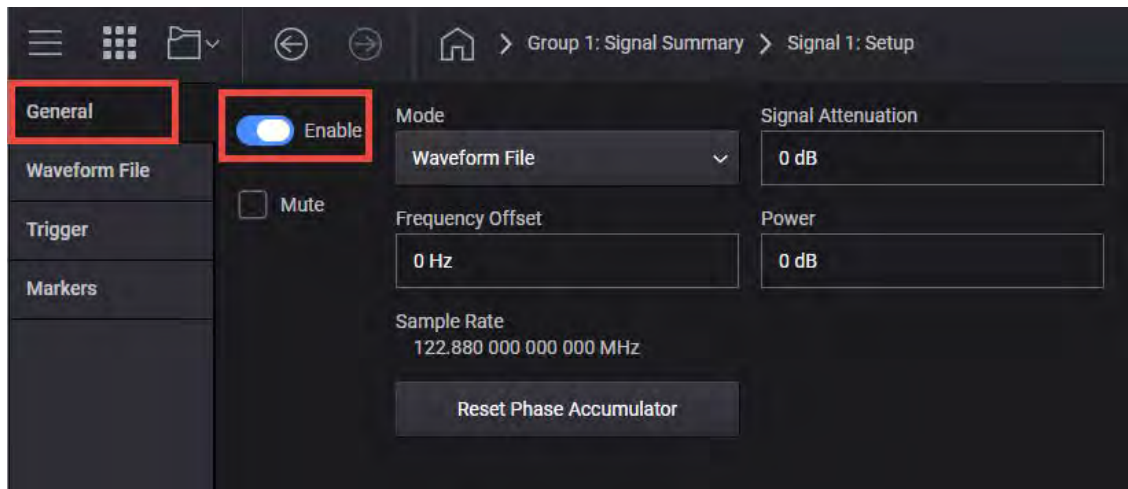 Group 1: Signal Summary > Signal 1: Setup
General
Waveform File
Trigger
Markers
Enable
Mute
Mode
Waveform File
Signal Attenuation
0 dB
Frequency Offset
0 Hz
Power
0 dB
Sample Rate
122.880 000 000 000 MHz
Reset Phase Accumulator